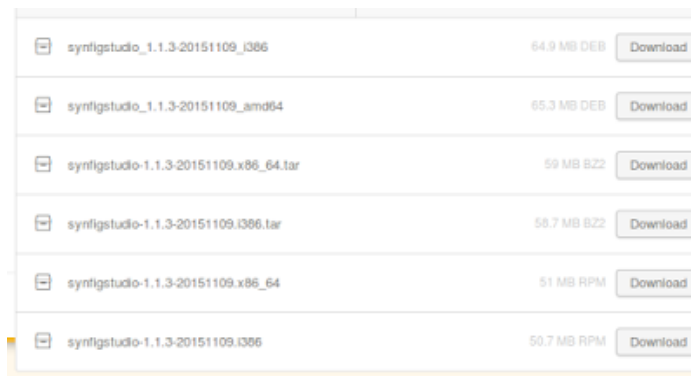 synfigstudio_1.1.3-20151109_i386 64.9 MB DEB Download
synfigstudio_1.1.3-20151109_amd64 65.3 MB DEB Download
synfigstudio-1.1.3-20151109.x86_64.tar 59 MB BZ2 Download
synfigstudio-1.1.3-20151109.i386.tar 58.7 MB BZ2 Download
synfigstudio-1.1.3-20151109.x86_64 51 MB RPM Download
synfigstudio-1.1.3-20151109.i386 50.7 MB RPM Download